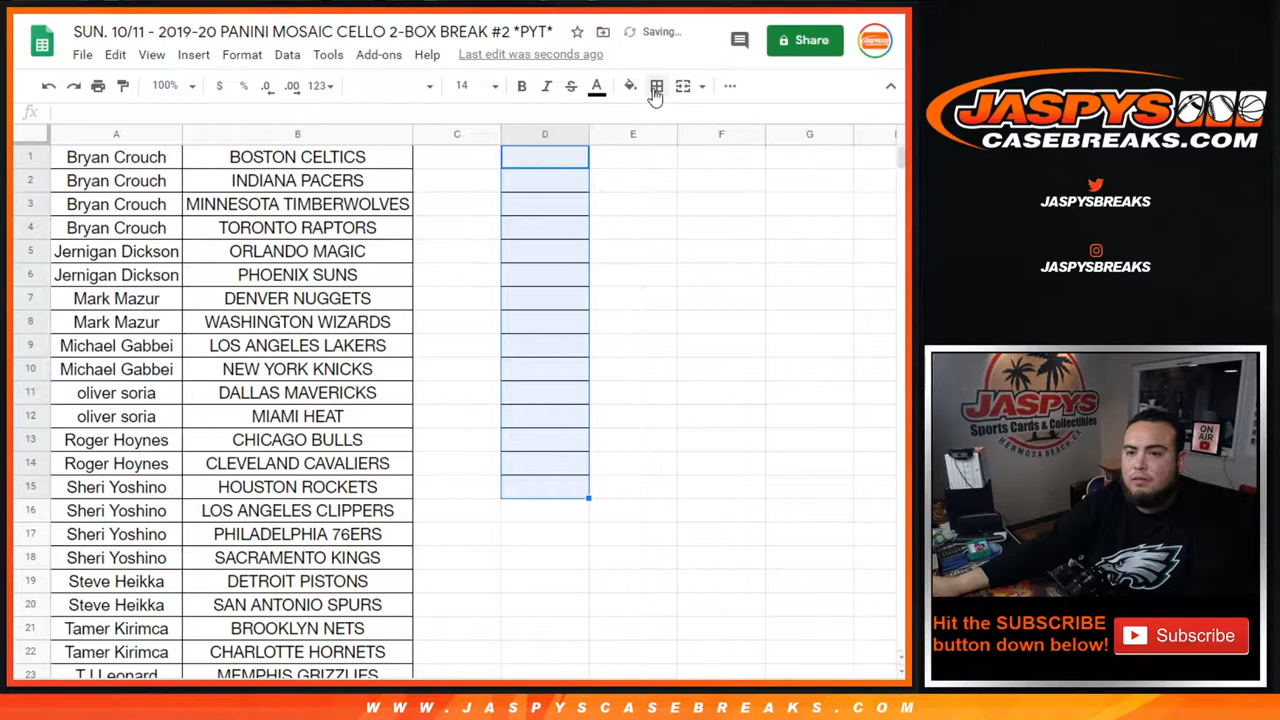 SUN. 10/11 - 2019-20 PANINI MOSAIC CELLO 2-BOX BREAK #2 *PYT*
Saving...
Share
File Edit View Insert Format Data Tools Add-ons Help Last edit was seconds ago
100% $ % .0 .00 123 14 B I S A
fx
A B C D E F G
1 Bryan Crouch BOSTON CELTICS
2 Bryan Crouch INDIANA PACERS
3 Bryan Crouch MINNESOTA TIMBERWOLVES
4 Bryan Crouch TORONTO RAPTORS
5 Jernigan Dickson ORLANDO MAGIC
6 Jernigan Dickson PHOENIX SUNS
7 Mark Mazur DENVER NUGGETS
8 Mark Mazur WASHINGTON WIZARDS
9 Michael Gabbei LOS ANGELES LAKERS
10 Michael Gabbei NEW YORK KNICKS
11 oliver soria DALLAS MAVERICKS
12 oliver soria MIAMI HEAT
13 Roger Hoynes CHICAGO BULLS
14 Roger Hoynes CLEVELAND CAVALIERS
15 Sheri Yoshino HOUSTON ROCKETS
16 Sheri Yoshino LOS ANGELES CLIPPERS
17 Sheri Yoshino PHILADELPHIA 76ERS
18 Sheri Yoshino SACRAMENTO KINGS
19 Steve Heikka DETROIT PISTONS
20 Steve Heikka SAN ANTONIO SPURS
21 Tamer Kirimca BROOKLYN NETS
22 Tamer Kirimca CHARLOTTE HORNETS
23 TJ Leonard MEMPHIS GRIZZLIES
JASPYS
CASEBREAKS.COM
JASPYSBREAKS
JASPYSBREAKS
JASPYS
Sports Cards & Collectibles
HERMOSA BEACH, CA
ON AIR
Hit the SUBSCRIBE
button down below!
Subscribe
WWW.JASPYSCASEBREAKS.COM